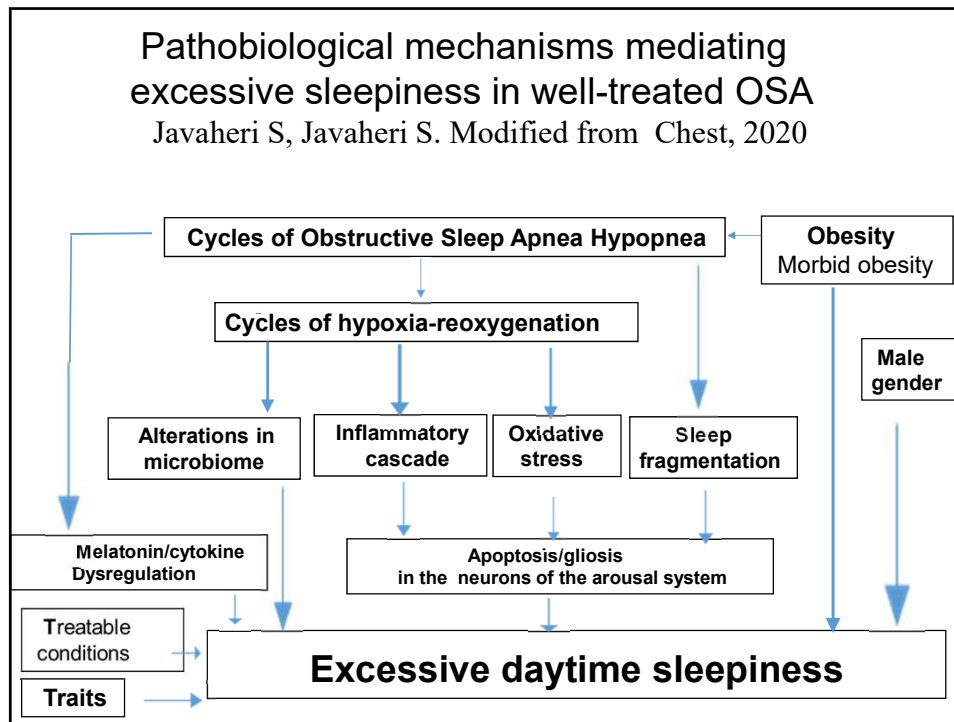 Pathobiological mechanisms mediating
excessive sleepiness in well-treated OSA
Javaheri S, Javaheri S. Modified from Chest, 2020
Cycles of Obstructive Sleep Apnea Hypopnea
Obesity
Morbid obesity
Cycles of hypoxia-reoxygenation
Male
gender
Alterations in
microbiome
Inflammatory
cascade
Oxidative
stress
Sleep
fragmentation
Melatonin/cytokine
Dysregulation
Apoptosis/gliosis
in the neurons of the arousal system
Treatable
conditions
Excessive daytime sleepiness
Traits